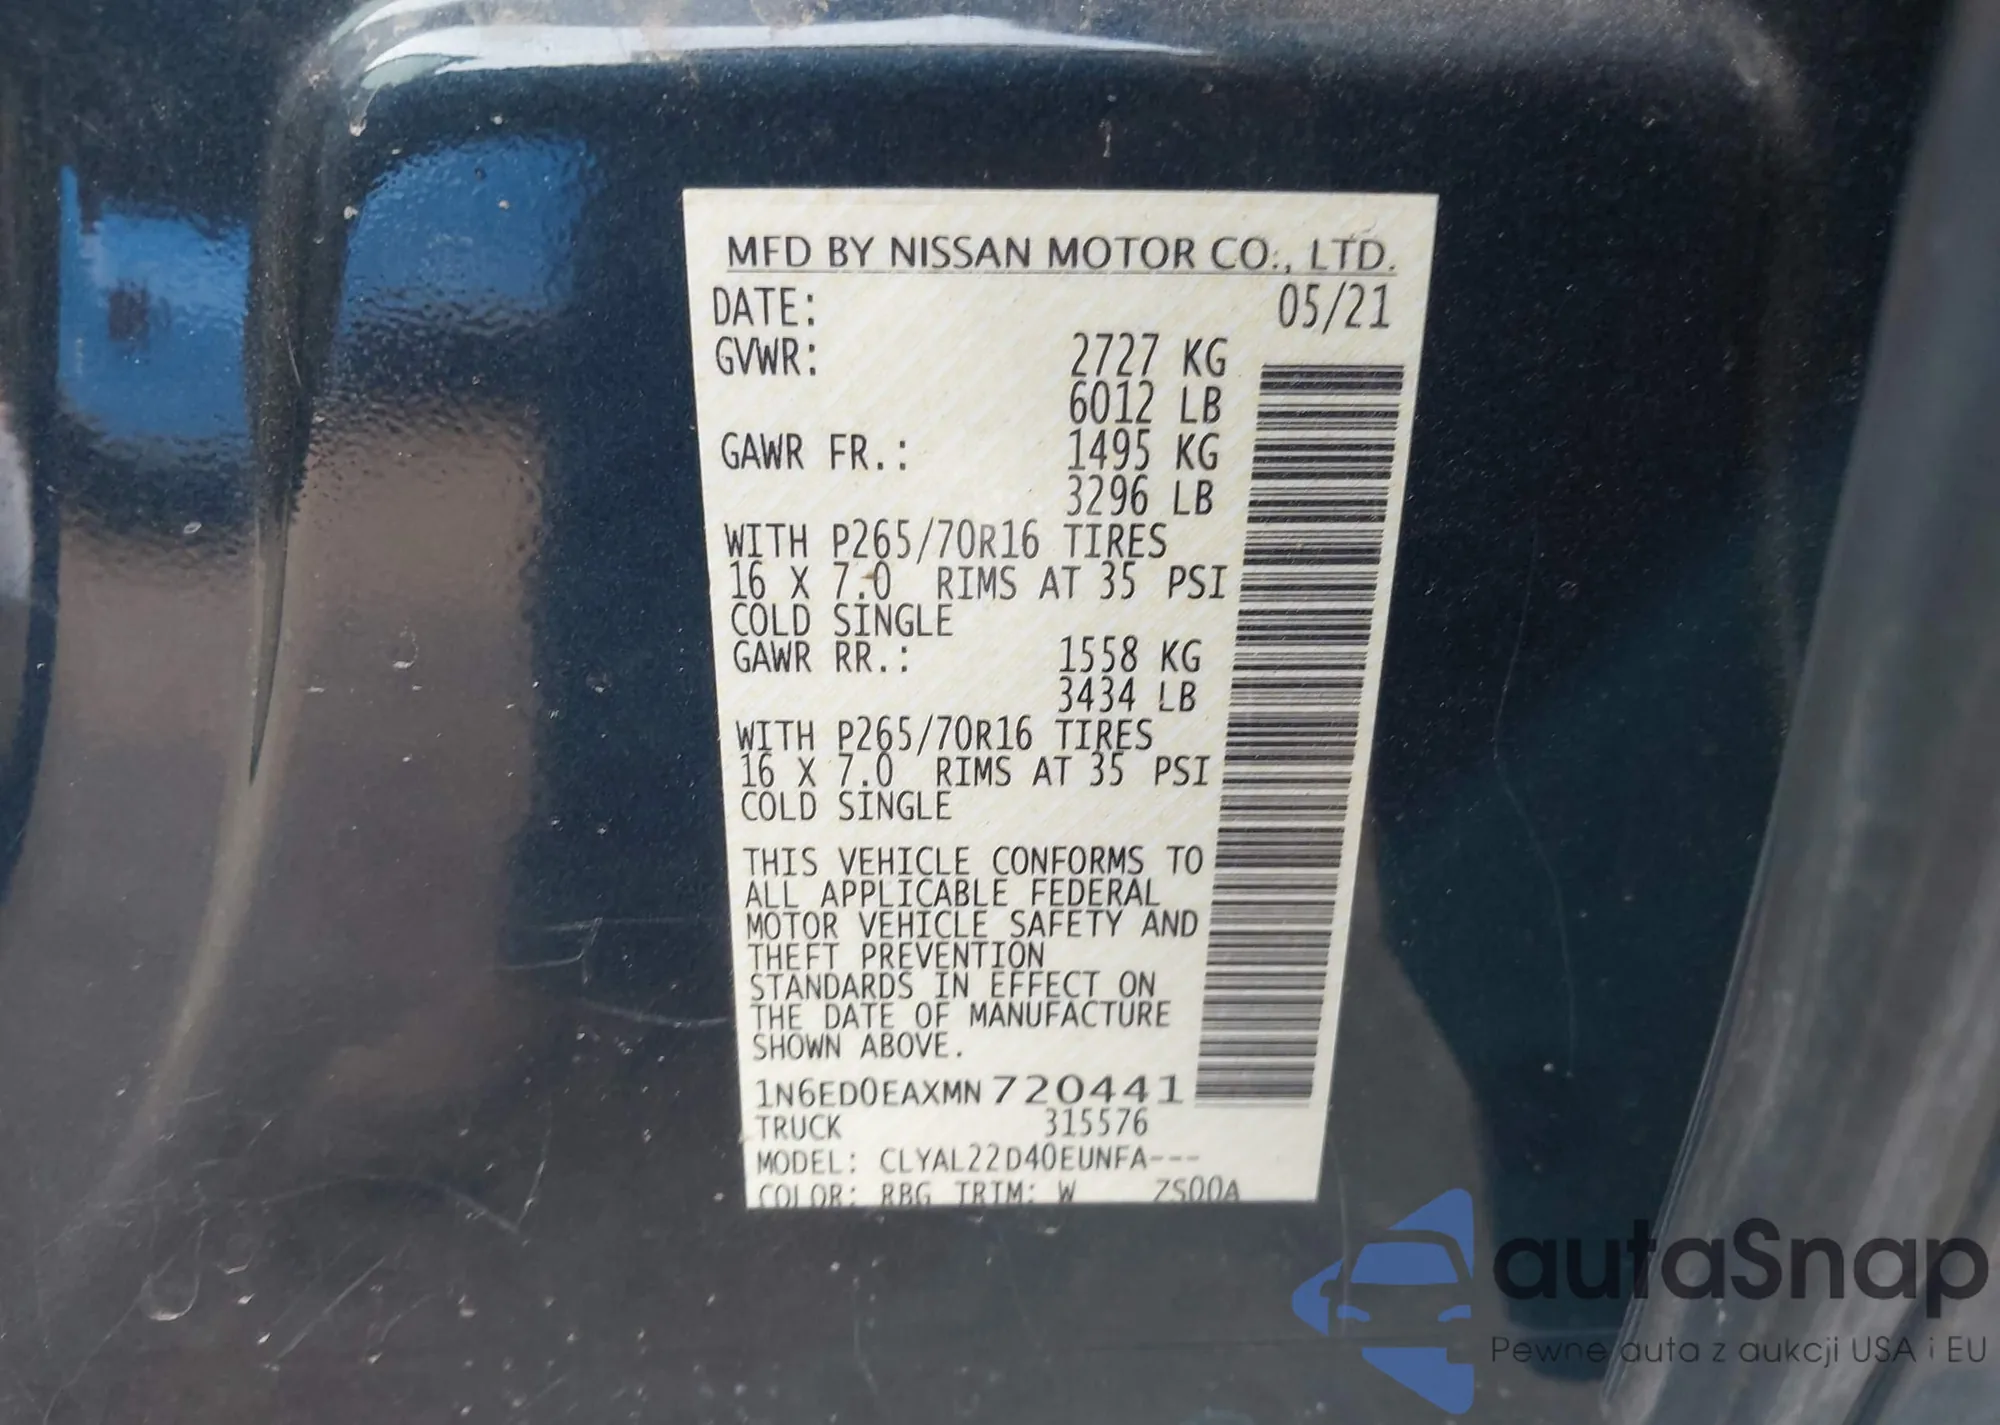 MFD BY NISSAN MOTOR CO., LTD.
DATE: 05/21
GVWR: 2727 KG
6012 LB
GAWR FR.: 1495 KG
3296 LB
WITH P265/70R16 TIRES
16 X 7.0 RIMS AT 35 PSI
COLD SINGLE
GAWR RR.: 1558 KG
3434 LB
WITH P265/70R16 TIRES
16 X 7.0 RIMS AT 35 PSI
COLD SINGLE
THIS VEHICLE CONFORMS TO
ALL APPLICABLE FEDERAL
MOTOR VEHICLE SAFETY AND
THEFT PREVENTION
STANDARDS IN EFFECT ON
THE DATE OF MANUFACTURE
SHOWN ABOVE.
1N6ED0EAXMN720441
TRUCK 315576
MODEL: CLYAL22D40EUNFA---
COLOR: RBG TRIM: W ZS00A
autaSnap
Pewne auta z aukcji USA i EU